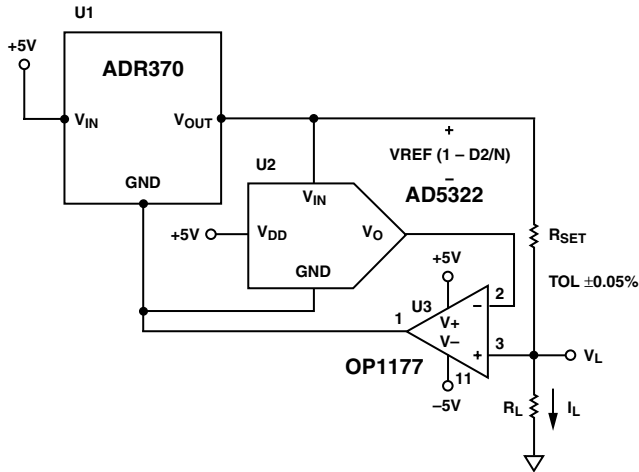 U1
+5V
ADR370
VIN
VOUT
GND
+
VREF (1 – D2/N)
–
AD5322
U2
VIN
+5V
VDD
VO
GND
RSET
TOL ±0.05%
+5V
U3
2
–
1
V+
V–
3
+
VL
OP1177
11
–5V
RL
IL